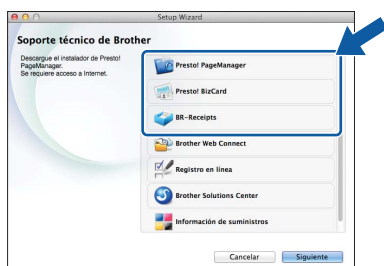 Setup Wizard
Soporte técnico de Brother
Descargue el instalador de Presto!
PageManager.
Se requiere acceso a Internet.
Presto! PageManager
Presto! BizCard
BR-Receipts
Brother Web Connect
Registro en línea
Brother Solutions Center
Información de suministros
Cancelar
Siguiente